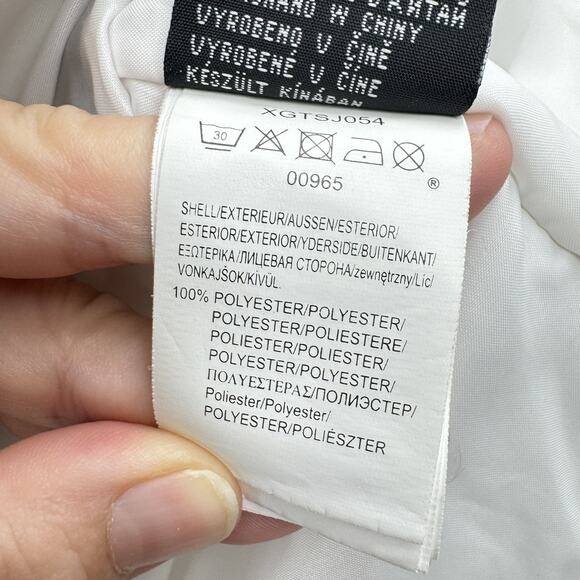 W CHINY
VYROBENO V ČÍNĚ
VYROBENÉ V ČÍNE
KÉSZÜLT KÍNÁBAN
XGTSJ054
30
00965 ®
SHELL/EXTERIEUR/AUSSEN/ESTERIOR/
ESTERIOR/EXTERIOR/YDERSIDE/BUITENKANT/
ΕΞΩΤΕΡΙΚΑ/ЛИЦЕВАЯ СТОРОНА/zewnętrzny/Líc/
VONKAJŠOK/KÍVÜL.
100% POLYESTER/POLYESTER/
POLYESTER/POLIESTERE/
POLIESTER/POLIESTER/
POLYESTER/POLYESTER/
ΠΟΛΥΕΣΤΕΡΑΣ/ПОЛИЭСТЕР/
Poliester/Polyester/
POLYESTER/POLIÉSZTER